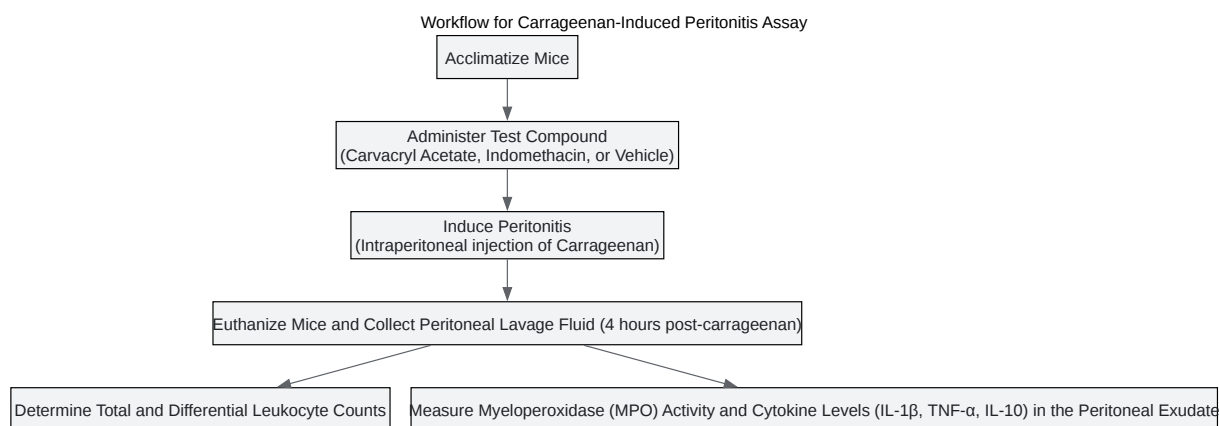 Workflow for Carrageenan-Induced Peritonitis Assay
Acclimatize Mice
Administer Test Compound
(Carvacryl Acetate, Indomethacin, or Vehicle)
Induce Peritonitis
(Intraperitoneal injection of Carrageenan)
Euthanize Mice and Collect Peritoneal Lavage Fluid (4 hours post-carrageenan)
Determine Total and Differential Leukocyte Counts
Measure Myeloperoxidase (MPO) Activity and Cytokine Levels (IL-1β, TNF-α, IL-10) in the Peritoneal Exudate